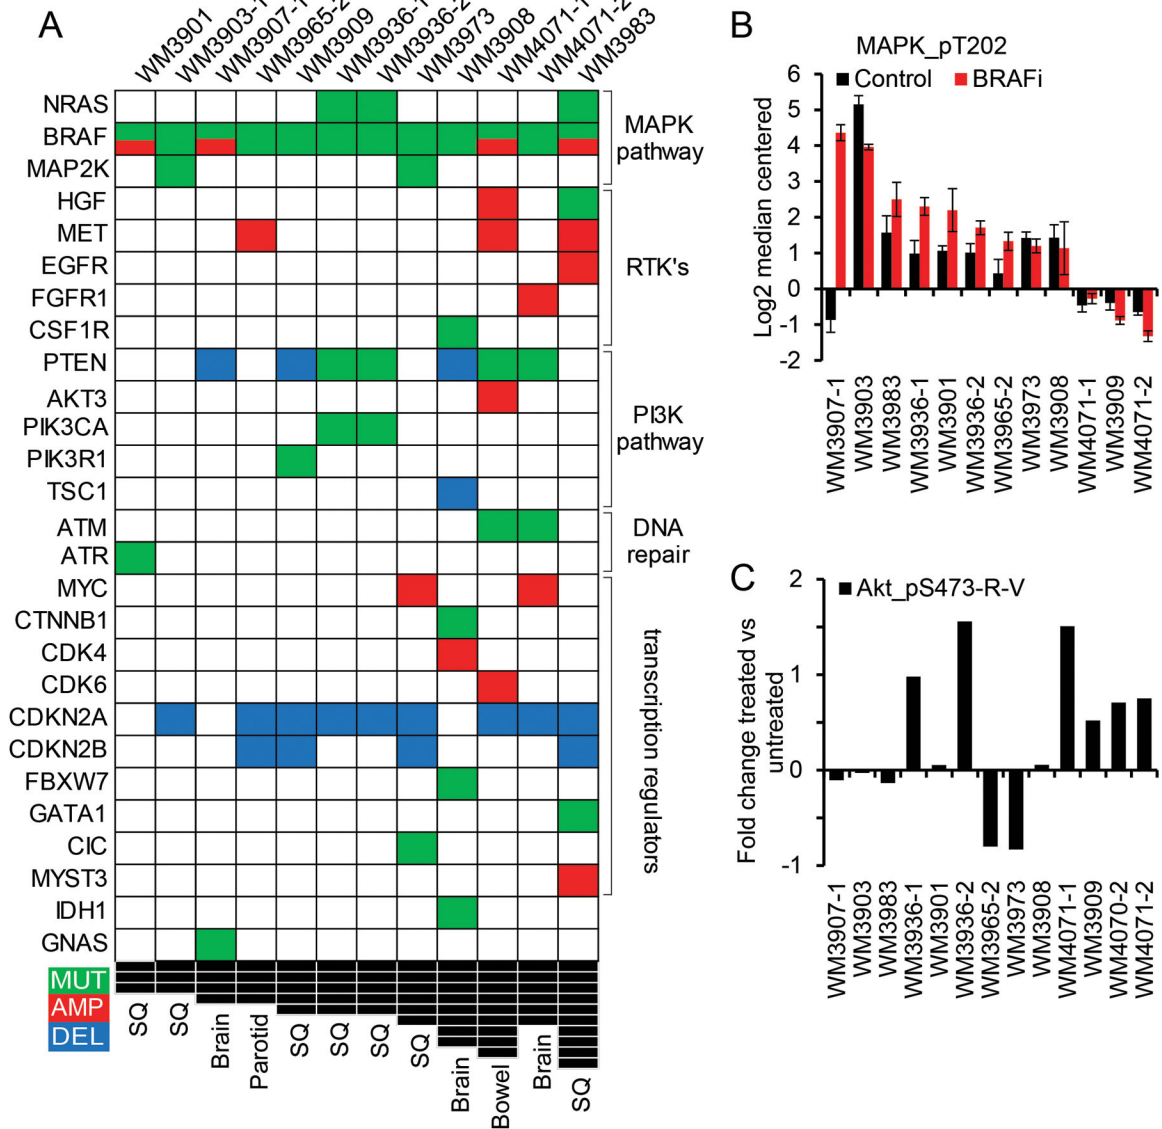 A
WM3901
WM3903-1
WM3907-1
WM3965-2
WM3909
WM3936-1
WM3936-2
WM3973
WM3908
WM4071-1
WM4071-2
WM3983
NRAS
BRAF
MAP2K
HGF
MET
EGFR
FGFR1
CSF1R
PTEN
AKT3
PIK3CA
PIK3R1
TSC1
ATM
ATR
MYC
CTNNB1
CDK4
CDK6
CDKN2A
CDKN2B
FBXW7
GATA1
CIC
MYST3
IDH1
GNAS
MAPK
pathway
RTK's
PI3K
pathway
DNA
repair
transcription regulators
MUT
AMP
DEL
SQ
SQ
Brain
Parotid
SQ
SQ
SQ
SQ
Brain
Bowel
Brain
SQ
B
MAPK_pT202
Control
BRAFi
Log2 median centered
6
5
4
3
2
1
0
-1
-2
WM3907-1
WM3903
WM3983
WM3936-1
WM3901
WM3936-2
WM3965-2
WM3973
WM3908
WM4071-1
WM3909
WM4071-2
C
Akt_pS473-R-V
Fold change treated vs
untreated
2
1
0
-1
WM3907-1
WM3903
WM3983
WM3936-1
WM3901
WM3936-2
WM3965-2
WM3973
WM3908
WM4071-1
WM3909
WM4070-2
WM4071-2